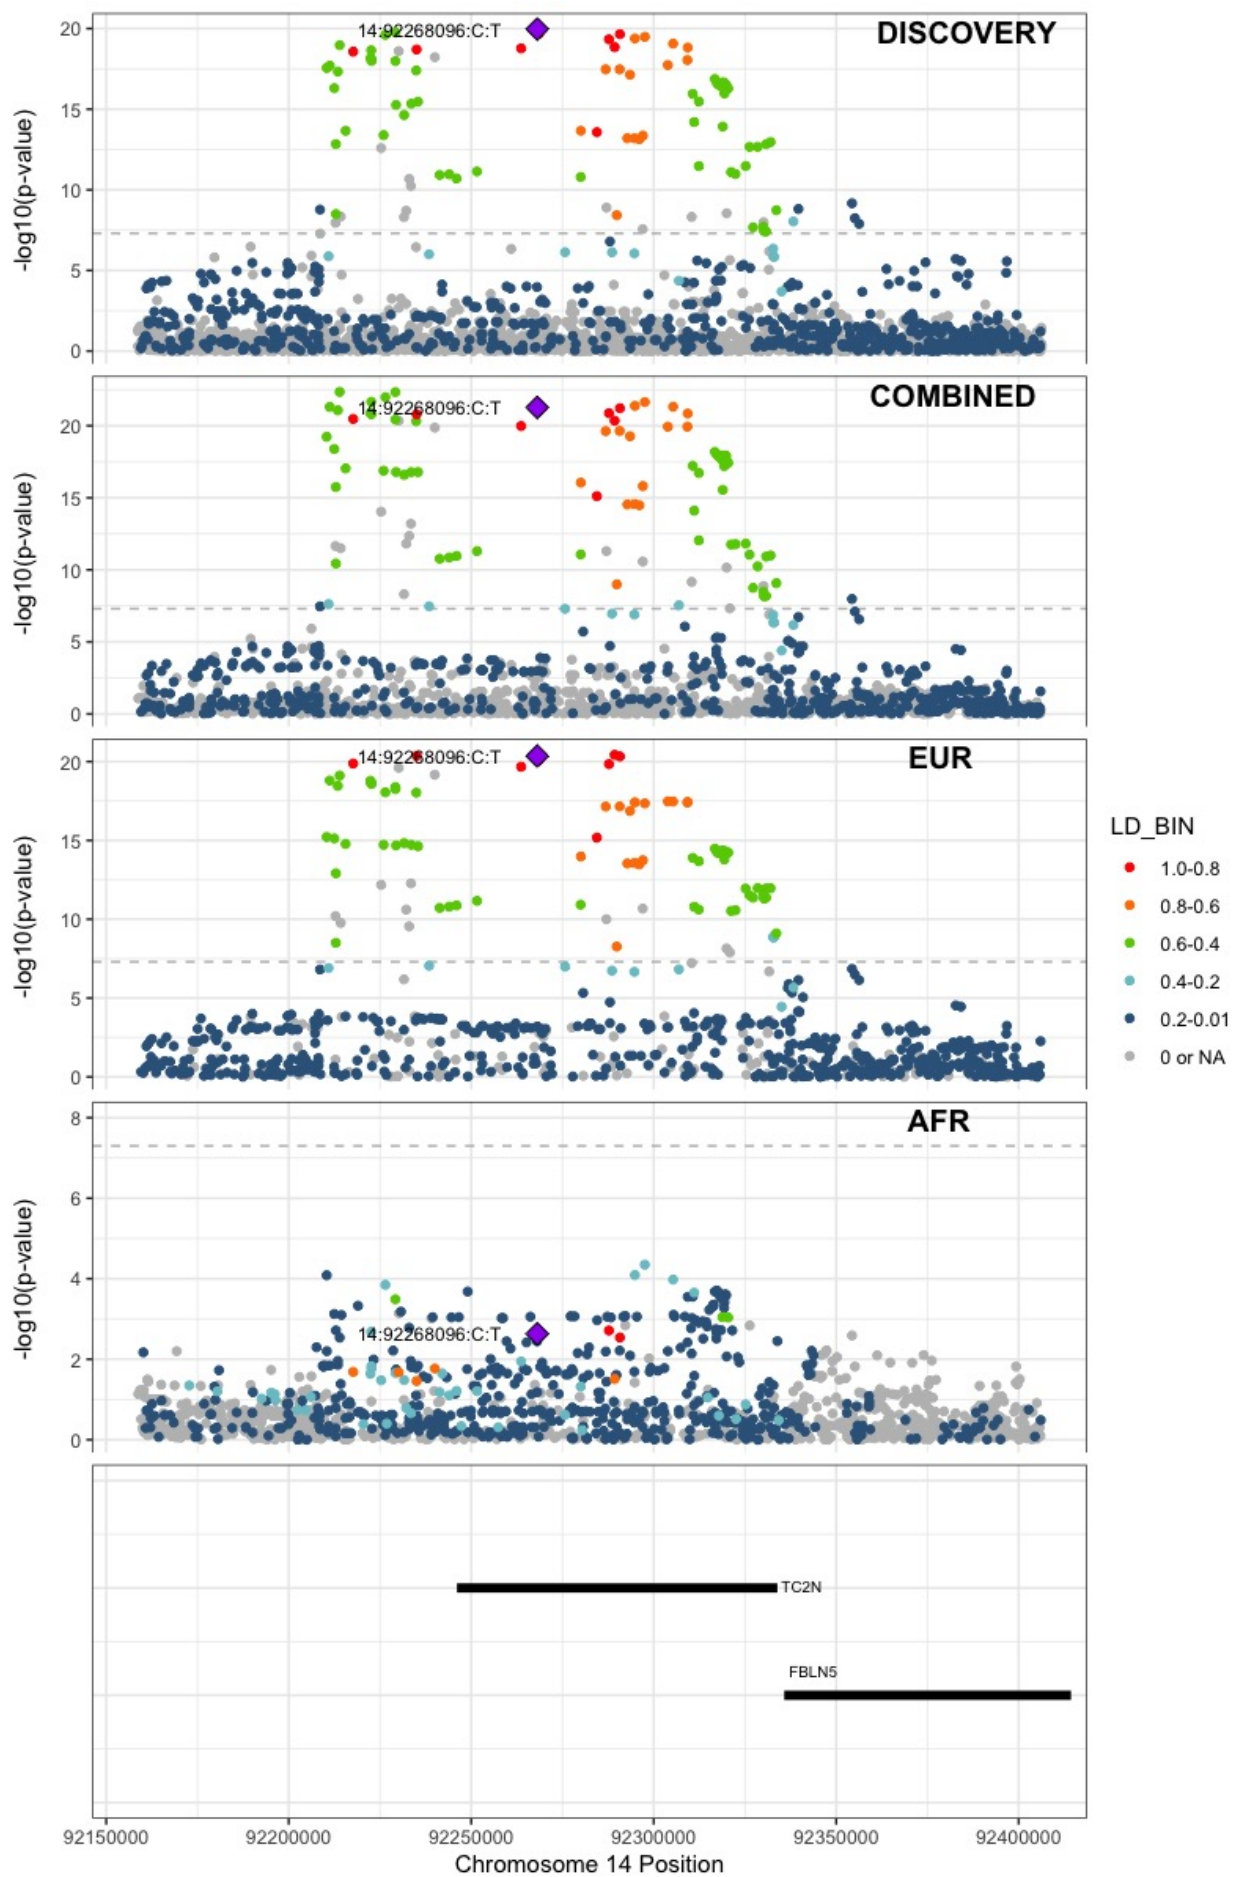 DISCOVERY
14:92268096:C:T
20
15
10
5
0
-log10(p-value)
COMBINED
14:92268096:C:T
20
15
10
5
0
-log10(p-value)
EUR
14:92268096:C:T
20
15
10
5
0
-log10(p-value)
LD_BIN
1.0-0.8
0.8-0.6
0.6-0.4
0.4-0.2
0.2-0.01
0 or NA
AFR
8
6
4
14:92268096:C:T
2
0
-log10(p-value)
TC2N
FBLN5
92150000 92200000 92250000 92300000 92350000 92400000
Chromosome 14 Position